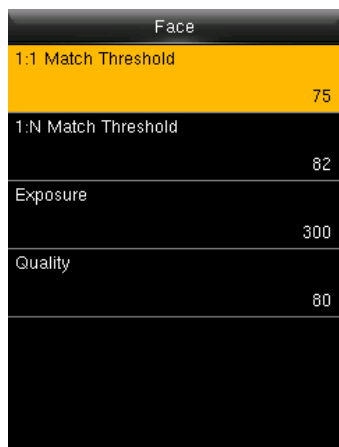 Face
1:1 Match Threshold
75
1:N Match Threshold
82
Exposure
300
Quality
80